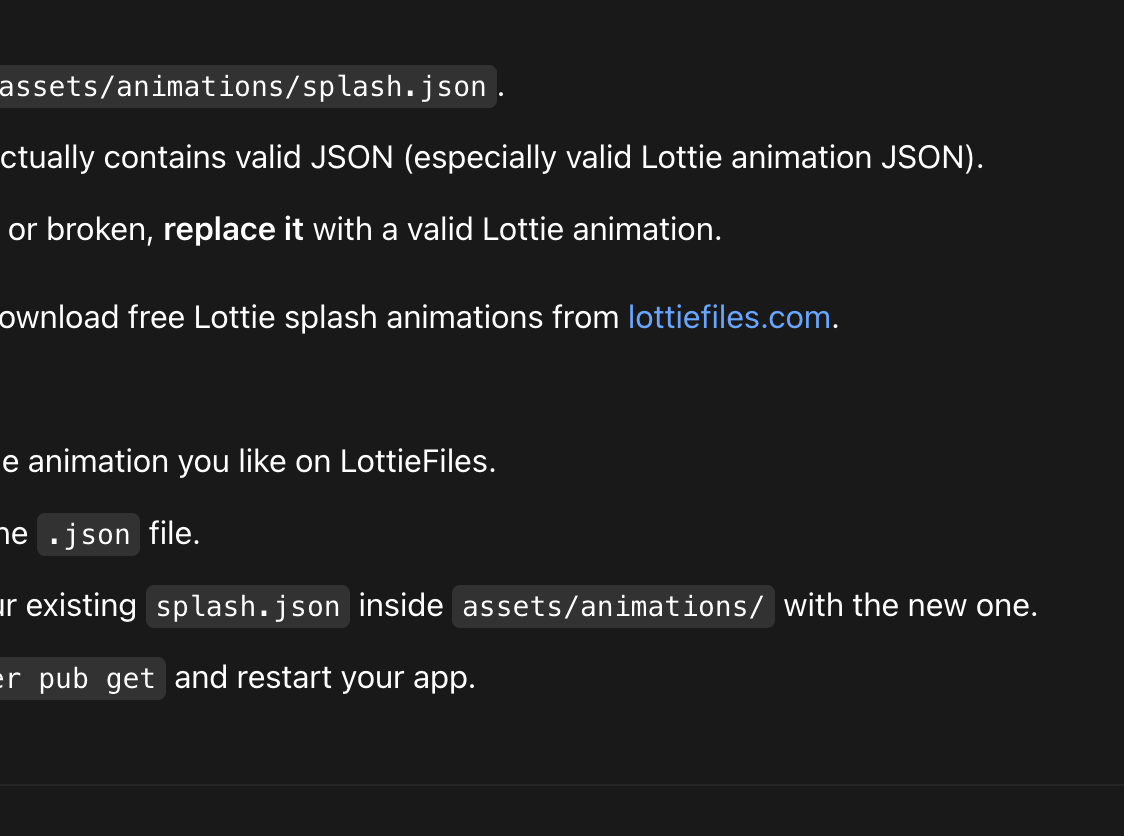 assets/animations/splash.json.
ctually contains valid JSON (especially valid Lottie animation JSON).
or broken, replace it with a valid Lottie animation.
ownload free Lottie splash animations from lottiefiles.com.
e animation you like on LottieFiles.
he .json file.
ur existing splash.json inside assets/animations/ with the new one.
er pub get and restart your app.